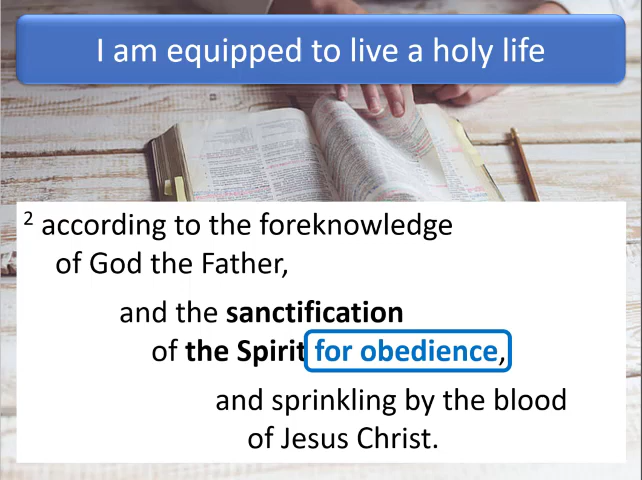 I am equipped to live a holy life
² according to the foreknowledge
of God the Father,
and the sanctification
of the Spirit for obedience,
and sprinkling by the blood
of Jesus Christ.